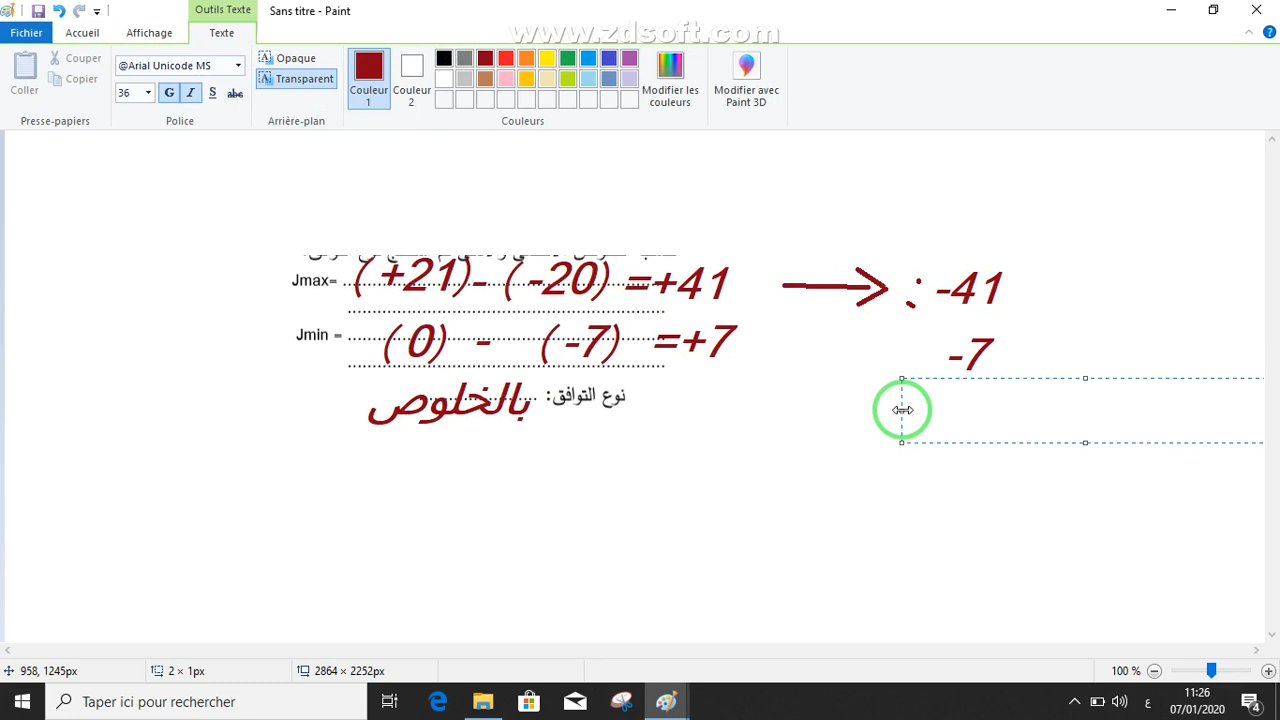 Outils Texte
Sans titre - Paint
www.zdsoft.com
Fichier Accueil Affichage Texte
Coller
Couper
Copier
Presse-papiers
@Arial Unicode MS
36 G I S abc
Police
Opaque
Transparent
Arrière-plan
Couleur 1
Couleur 2
Modifier les couleurs
Couleurs
Modifier avec Paint 3D
Jmax= (+21)- (-20) =+41
: -41
Jmin = (0) - (-7) =+7
-7
نوع التوافق: بالخلوص
958, 1245px
2 × 1px
2864 × 2252px
100 %
Taper ici pour rechercher
ع
11:26
07/01/2020
4